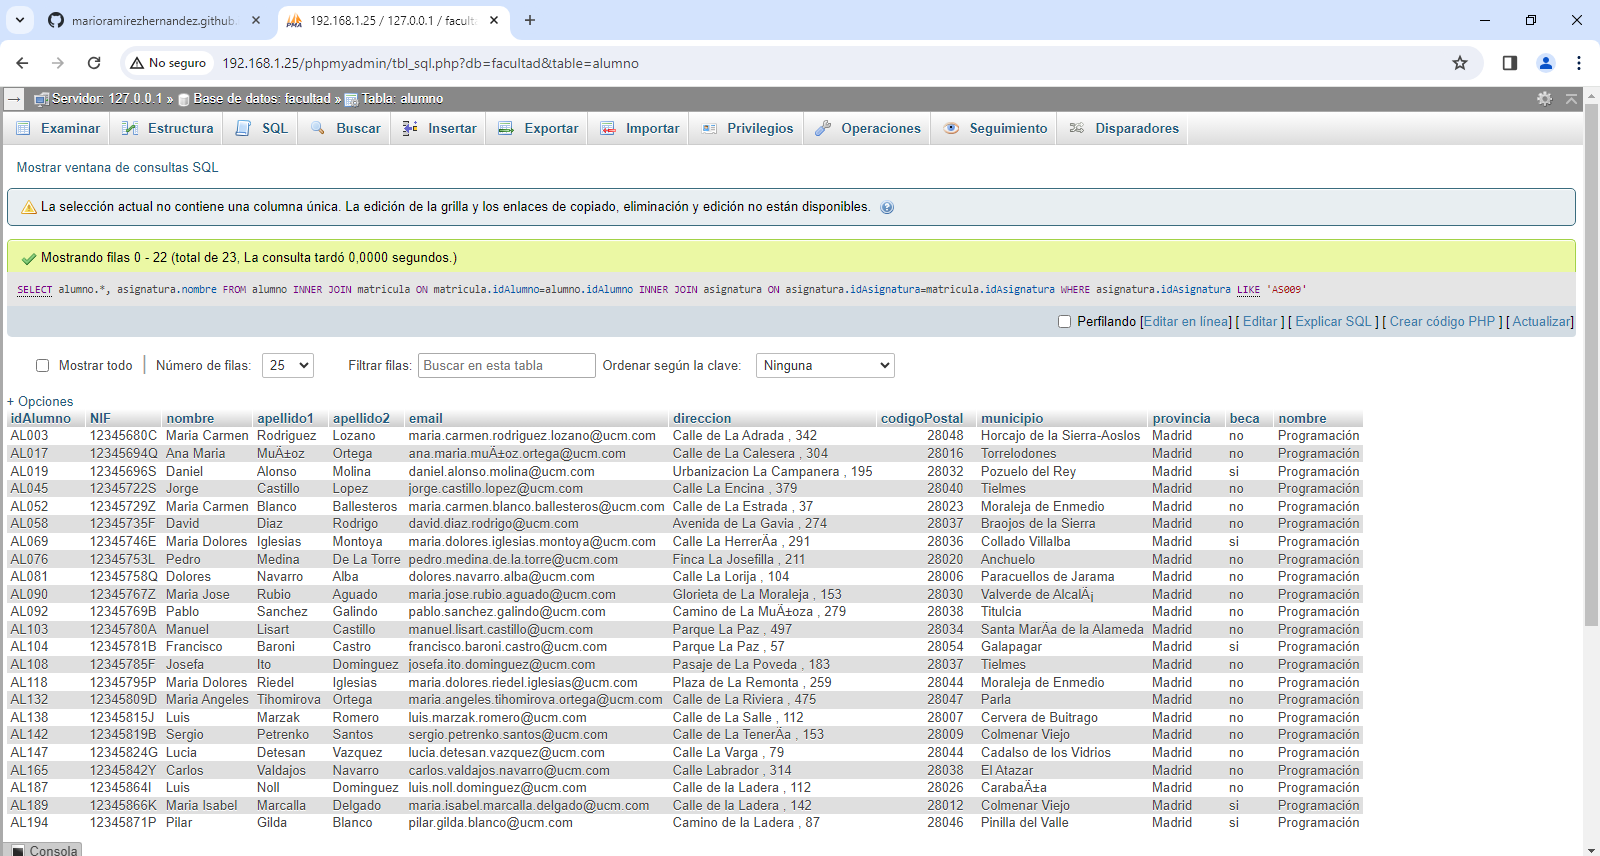 marioramirezhernandez.github.
192.168.1.25 / 127.0.0.1 / faculta
No seguro
192.168.1.25/phpmyadmin/tbl_sql.php?db=facultad&table=alumno
Servidor: 127.0.0.1 » Base de datos: facultad » Tabla: alumno
Examinar Estructura SQL Buscar Insertar Exportar Importar Privilegios Operaciones Seguimiento Disparadores
Mostrar ventana de consultas SQL
La selección actual no contiene una columna única. La edición de la grilla y los enlaces de copiado, eliminación y edición no están disponibles.
Mostrando filas 0 - 22 (total de 23, La consulta tardó 0,0000 segundos.)
SELECT alumno.*, asignatura.nombre FROM alumno INNER JOIN matricula ON matricula.idAlumno=alumno.idAlumno INNER JOIN asignatura ON asignatura.idAsignatura=matricula.idAsignatura WHERE asignatura.idAsignatura LIKE 'AS009'
Perfilando [Editar en línea] [ Editar ] [ Explicar SQL ] [ Crear código PHP ] [ Actualizar]
Mostrar todo Número de filas: 25 Filtrar filas: Buscar en esta tabla Ordenar según la clave: Ninguna
+ Opciones
idAlumno NIF nombre apellido1 apellido2 email direccion codigoPostal municipio provincia beca nombre
AL003 12345680C Maria Carmen Rodriguez Lozano maria.carmen.rodriguez.lozano@ucm.com Calle de La Adrada , 342 28048 Horcajo de la Sierra-Aoslos Madrid no Programación
AL017 12345694Q Ana Maria MuÃ±oz Ortega ana.maria.muÃ±oz.ortega@ucm.com Calle de La Calesera , 304 28016 Torrelodones Madrid no Programación
AL019 12345696S Daniel Alonso Molina daniel.alonso.molina@ucm.com Urbanizacion La Campanera , 195 28032 Pozuelo del Rey Madrid si Programación
AL045 12345722S Jorge Castillo Lopez jorge.castillo.lopez@ucm.com Calle La Encina , 379 28040 Tielmes Madrid no Programación
AL052 12345729Z Maria Carmen Blanco Ballesteros maria.carmen.blanco.ballesteros@ucm.com Calle de La Estrada , 37 28023 Moraleja de Enmedio Madrid no Programación
AL058 12345735F David Diaz Rodrigo david.diaz.rodrigo@ucm.com Avenida de La Gavia , 274 28037 Braojos de la Sierra Madrid no Programación
AL069 12345746E Maria Dolores Iglesias Montoya maria.dolores.iglesias.montoya@ucm.com Calle La HerrerÃa , 291 28036 Collado Villalba Madrid si Programación
AL076 12345753L Pedro Medina De La Torre pedro.medina.de.la.torre@ucm.com Finca La Josefilla , 211 28020 Anchuelo Madrid no Programación
AL081 12345758Q Dolores Navarro Alba dolores.navarro.alba@ucm.com Calle La Lorija , 104 28006 Paracuellos de Jarama Madrid no Programación
AL090 12345767Z Maria Jose Rubio Aguado maria.jose.rubio.aguado@ucm.com Glorieta de La Moraleja , 153 28030 Valverde de AlcalÃ¡ Madrid no Programación
AL092 12345769B Pablo Sanchez Galindo pablo.sanchez.galindo@ucm.com Camino de La MuÃ±oza , 279 28038 Titulcia Madrid no Programación
AL103 12345780A Manuel Lisart Castillo manuel.lisart.castillo@ucm.com Parque La Paz , 497 28034 Santa MarÃa de la Alameda Madrid no Programación
AL104 12345781B Francisco Baroni Castro francisco.baroni.castro@ucm.com Parque La Paz , 57 28054 Galapagar Madrid si Programación
AL108 12345785F Josefa Ito Dominguez josefa.ito.dominguez@ucm.com Pasaje de La Poveda , 183 28037 Tielmes Madrid no Programación
AL118 12345795P Maria Dolores Riedel Iglesias maria.dolores.riedel.iglesias@ucm.com Plaza de La Remonta , 259 28044 Moraleja de Enmedio Madrid no Programación
AL132 12345809D Maria Angeles Tihomirova Ortega maria.angeles.tihomirova.ortega@ucm.com Calle de La Riviera , 475 28047 Parla Madrid no Programación
AL138 12345815J Luis Marzak Romero luis.marzak.romero@ucm.com Calle de La Salle , 112 28007 Cervera de Buitrago Madrid no Programación
AL142 12345819B Sergio Petrenko Santos sergio.petrenko.santos@ucm.com Calle de La TenerÃa , 153 28009 Colmenar Viejo Madrid no Programación
AL147 12345824G Lucia Detesan Vazquez lucia.detesan.vazquez@ucm.com Calle La Varga , 79 28044 Cadalso de los Vidrios Madrid no Programación
AL165 12345842Y Carlos Valdajos Navarro carlos.valdajos.navarro@ucm.com Calle Labrador , 314 28038 El Atazar Madrid no Programación
AL187 12345864I Luis Noll Dominguez luis.noll.dominguez@ucm.com Calle de la Ladera , 112 28026 CarabaÃ±a Madrid no Programación
AL189 12345866K Maria Isabel Marcalla Delgado maria.isabel.marcalla.delgado@ucm.com Calle de la Ladera , 142 28012 Colmenar Viejo Madrid si Programación
AL194 12345871P Pilar Gilda Blanco pilar.gilda.blanco@ucm.com Camino de la Ladera , 87 28046 Pinilla del Valle Madrid si Programación
Consola